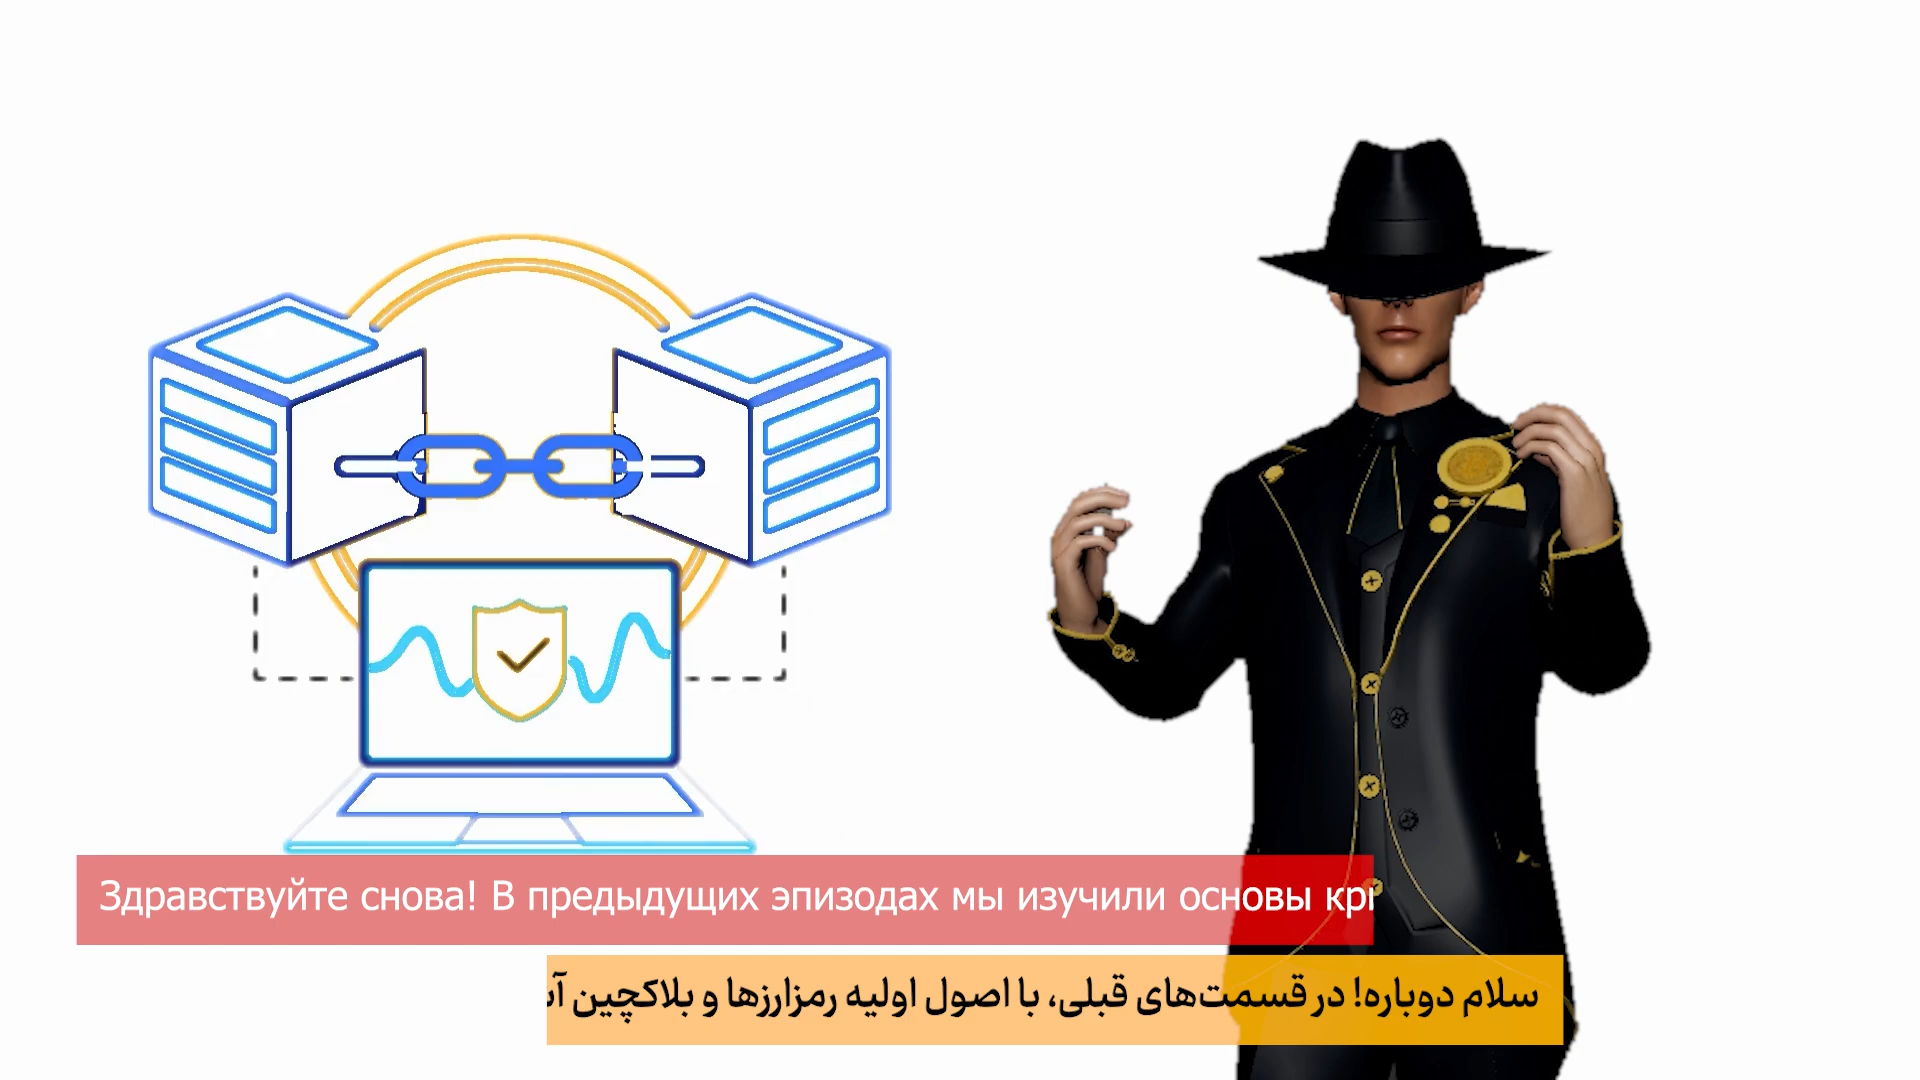 Здравствуйте снова! В предыдущих эпизодах мы изучили основы
سلام دوباره! در قسمت‌های قبلی، با اصول اولیه رمزارزها و بلاکچین